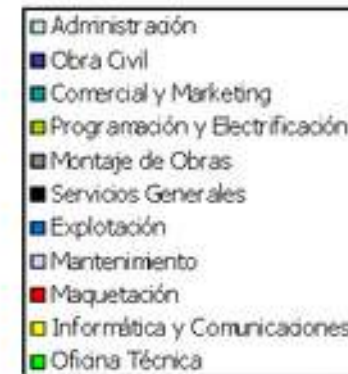 Administración
Obra Civil
Comercial y Marketing
Programación y Electrificación
Montaje de Obras
Servicios Generales
Explotación
Mantenimiento
Maquetación
Informática y Comunicaciones
Oficina Técnica